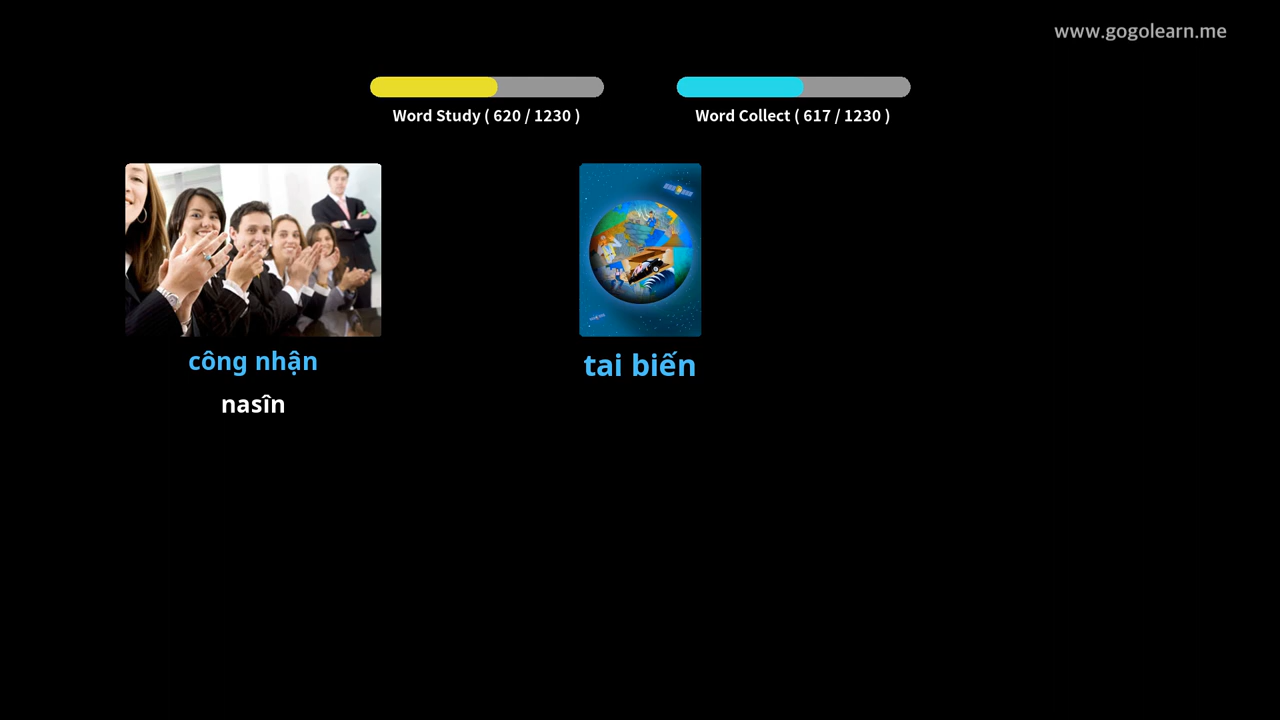 www.gogolearn.me
Word Study ( 620 / 1230 )
Word Collect ( 617 / 1230 )
công nhận
nasîn
tai biến